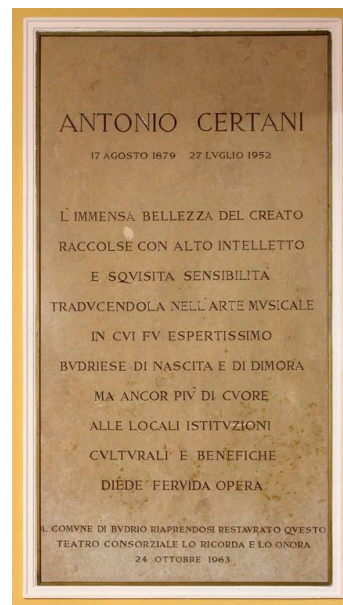 ANTONIO CERTANI
17 AGOSTO 1879 27 LVGLIO 1952
L'IMMENSA BELLEZZA DEL CREATO
RACCOLSE CON ALTO INTELLETTO
E SQVISITA SENSIBILITA'
TRADVCENDOLA NELL'ARTE MVSICALE
IN CVI FV ESPERTISSIMO
BVDRIESE DI NASCITA E DI DIMORA
MA ANCOR PIV' DI CVORE
ALLE LOCALI ISTITVZIONI
CVLTVRALI E BENEFICHE
DIEDE FERVIDA OPERA
IL COMVNE DI BVDRIO RIAPRENDOSI RESTAVRATO QVESTO
TEATRO CONSORZIALE LO RICORDA E LO ONORA
24 OTTOBRE 1963